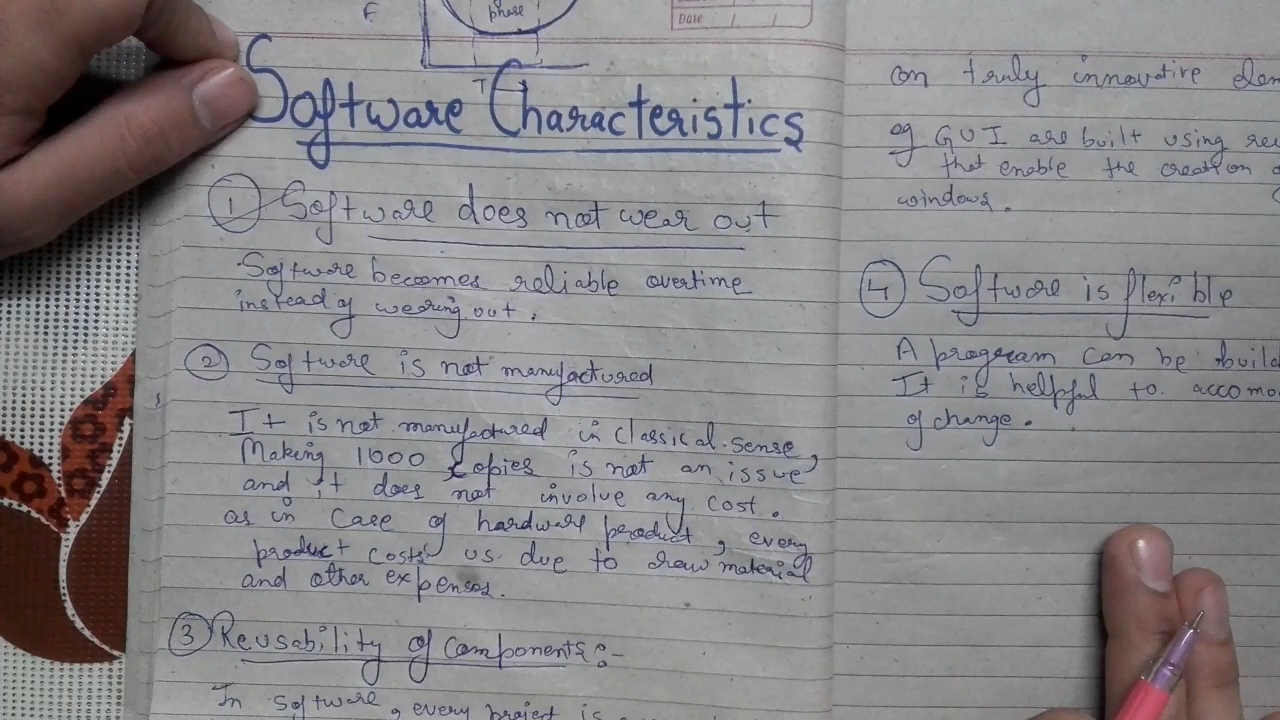 F
phase
T
Date
Software Characteristics
1 Software does not wear out
Software becomes reliable overtime
instead of wearing out.
2 Software is not manufactured
It is not manufactured in classical sense,
Making 1000 copies is not an issue
and it does not involve any cost.
as in case of hardware product, every
product costs us due to raw material
and other expenses.
3 Reusability of components:-
In software, every project is
on truly innovative
of GUI are built using
that enable the creation
windows.
4 Software is flexible
A program can be
It is helpful to
of change.